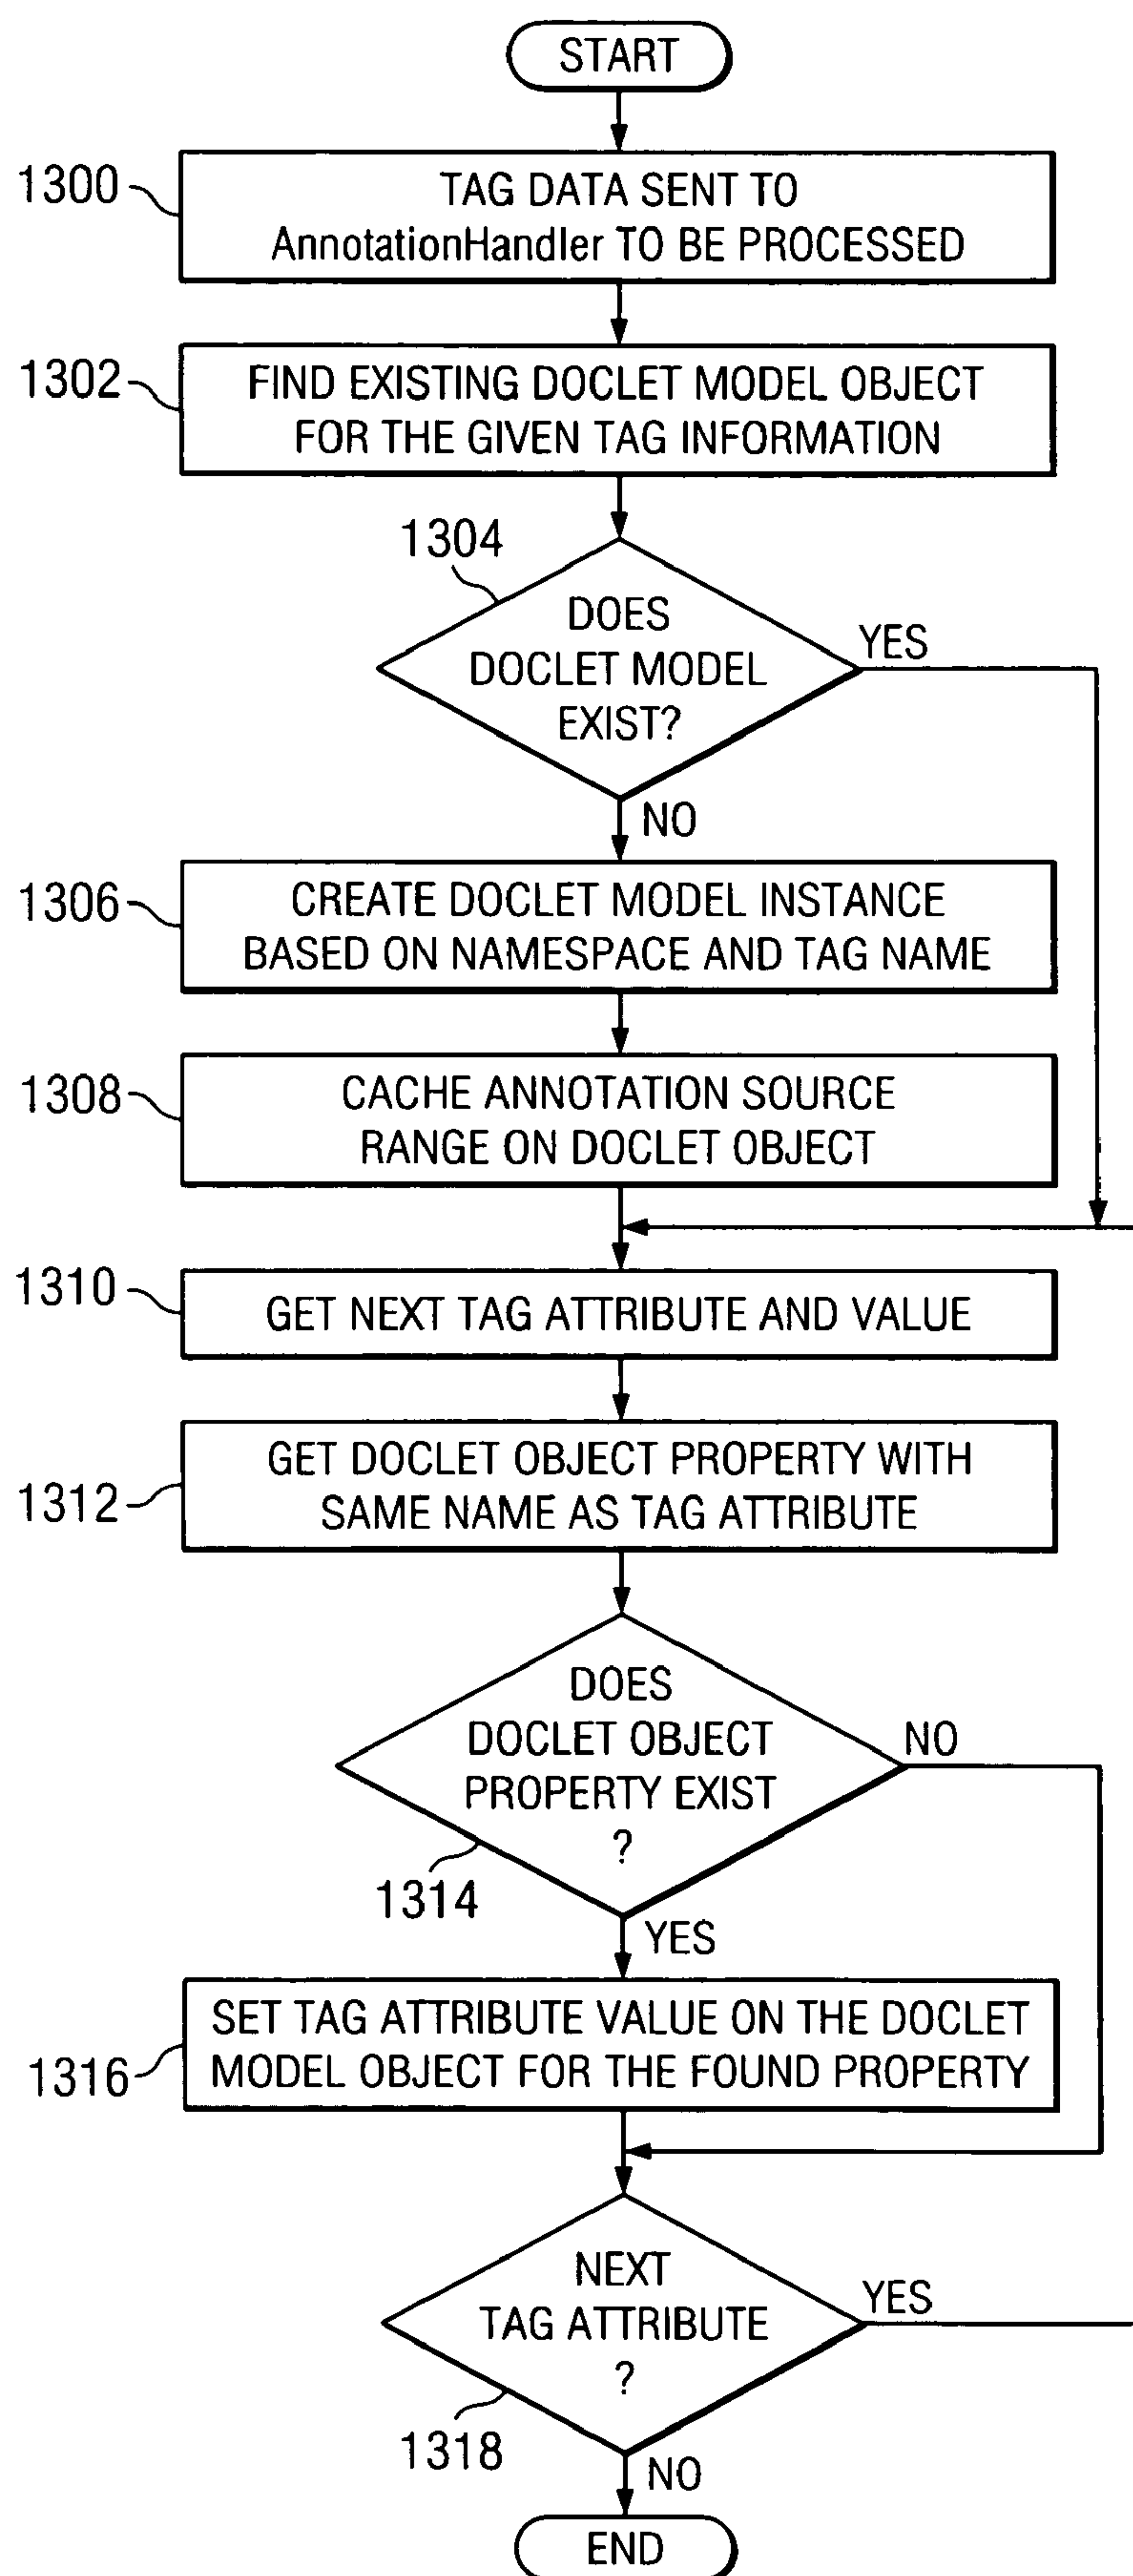 START
1300
TAG DATA SENT TO
AnnotationHandler TO BE PROCESSED
1302
FIND EXISTING DOCLET MODEL OBJECT
FOR THE GIVEN TAG INFORMATION
1304
DOES
DOCLET MODEL
EXIST?
YES
NO
1306
CREATE DOCLET MODEL INSTANCE
BASED ON NAMESPACE AND TAG NAME
1308
CACHE ANNOTATION SOURCE
RANGE ON DOCLET OBJECT
1310
GET NEXT TAG ATTRIBUTE AND VALUE
1312
GET DOCLET OBJECT PROPERTY WITH
SAME NAME AS TAG ATTRIBUTE
DOES
DOCLET OBJECT
PROPERTY EXIST
?
NO
1314
YES
1316
SET TAG ATTRIBUTE VALUE ON THE DOCLET
MODEL OBJECT FOR THE FOUND PROPERTY
NEXT
TAG ATTRIBUTE
?
YES
1318
NO
END